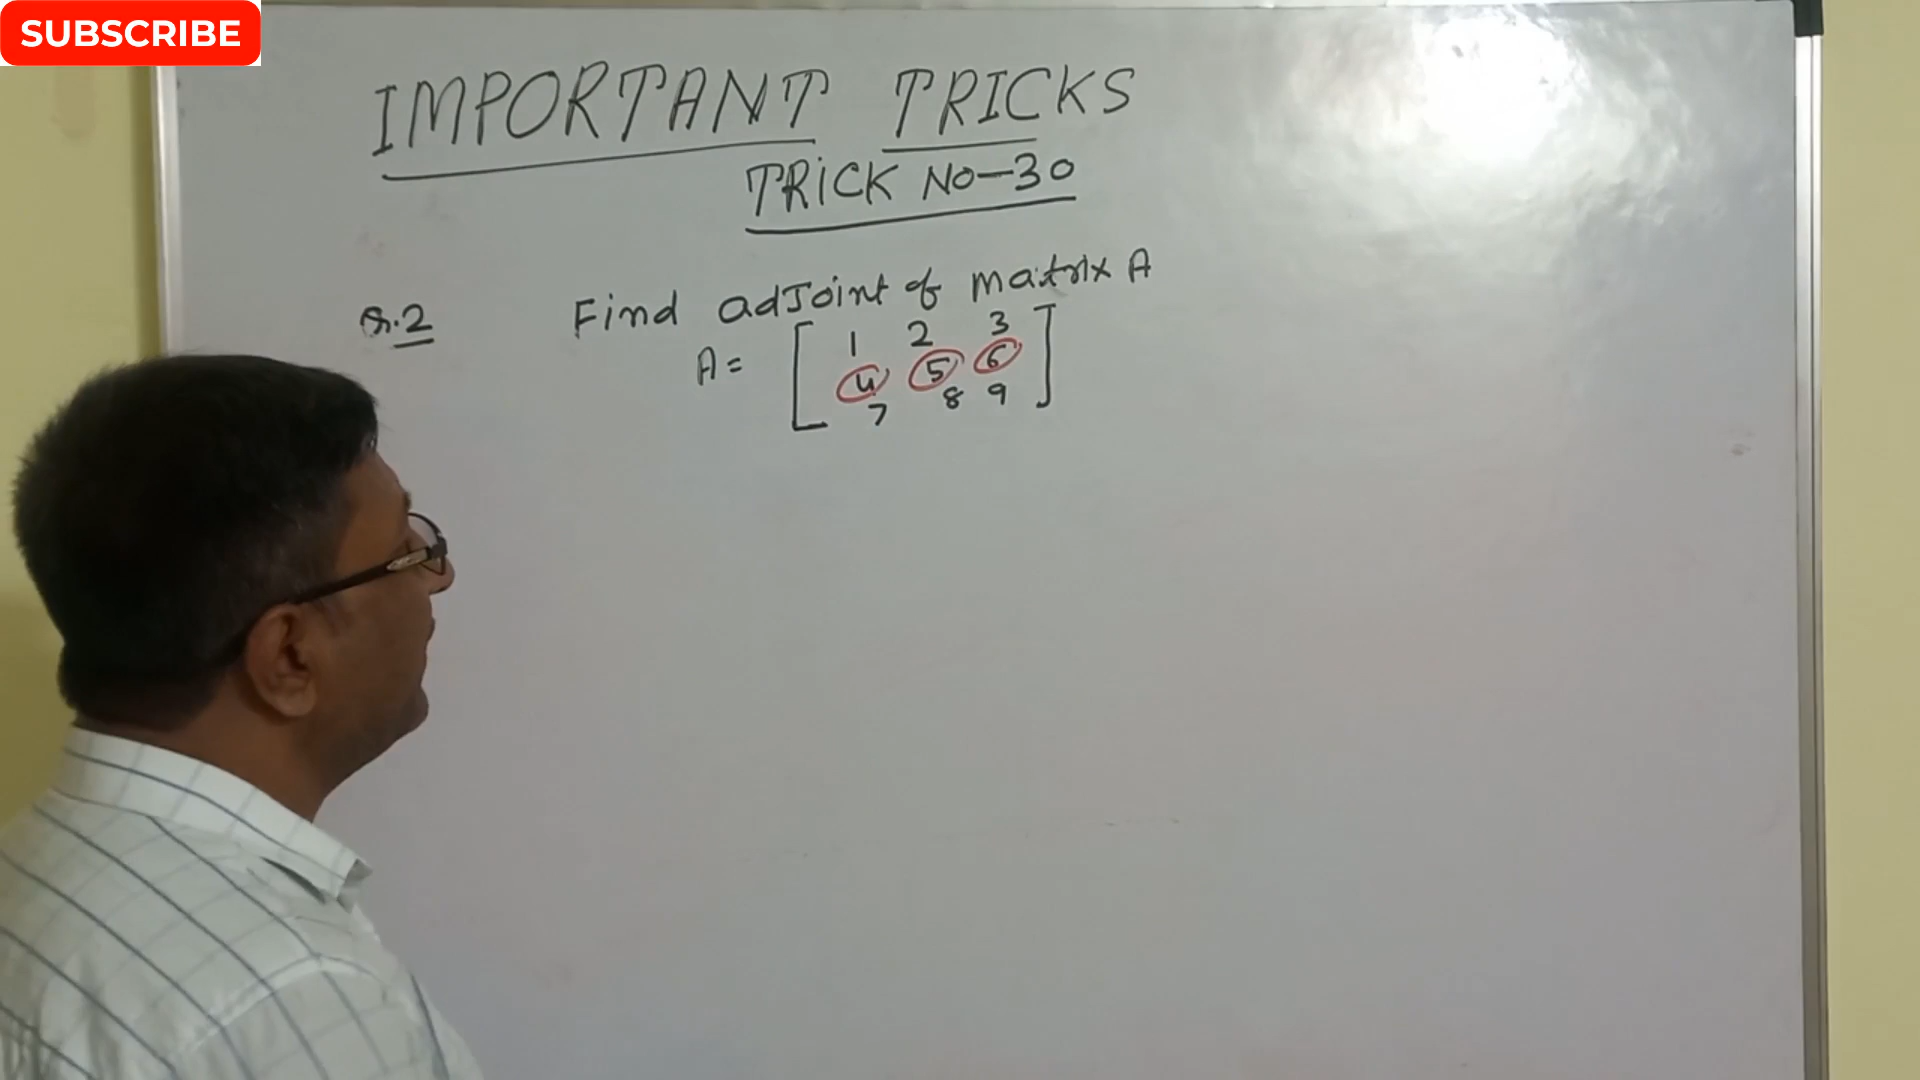 SUBSCRIBE
IMPORTANT TRICKS
TRICK NO-30
Q.2 Find adJoint of matrix A
A = [ 1 2 3
4 5 6
7 8 9 ]